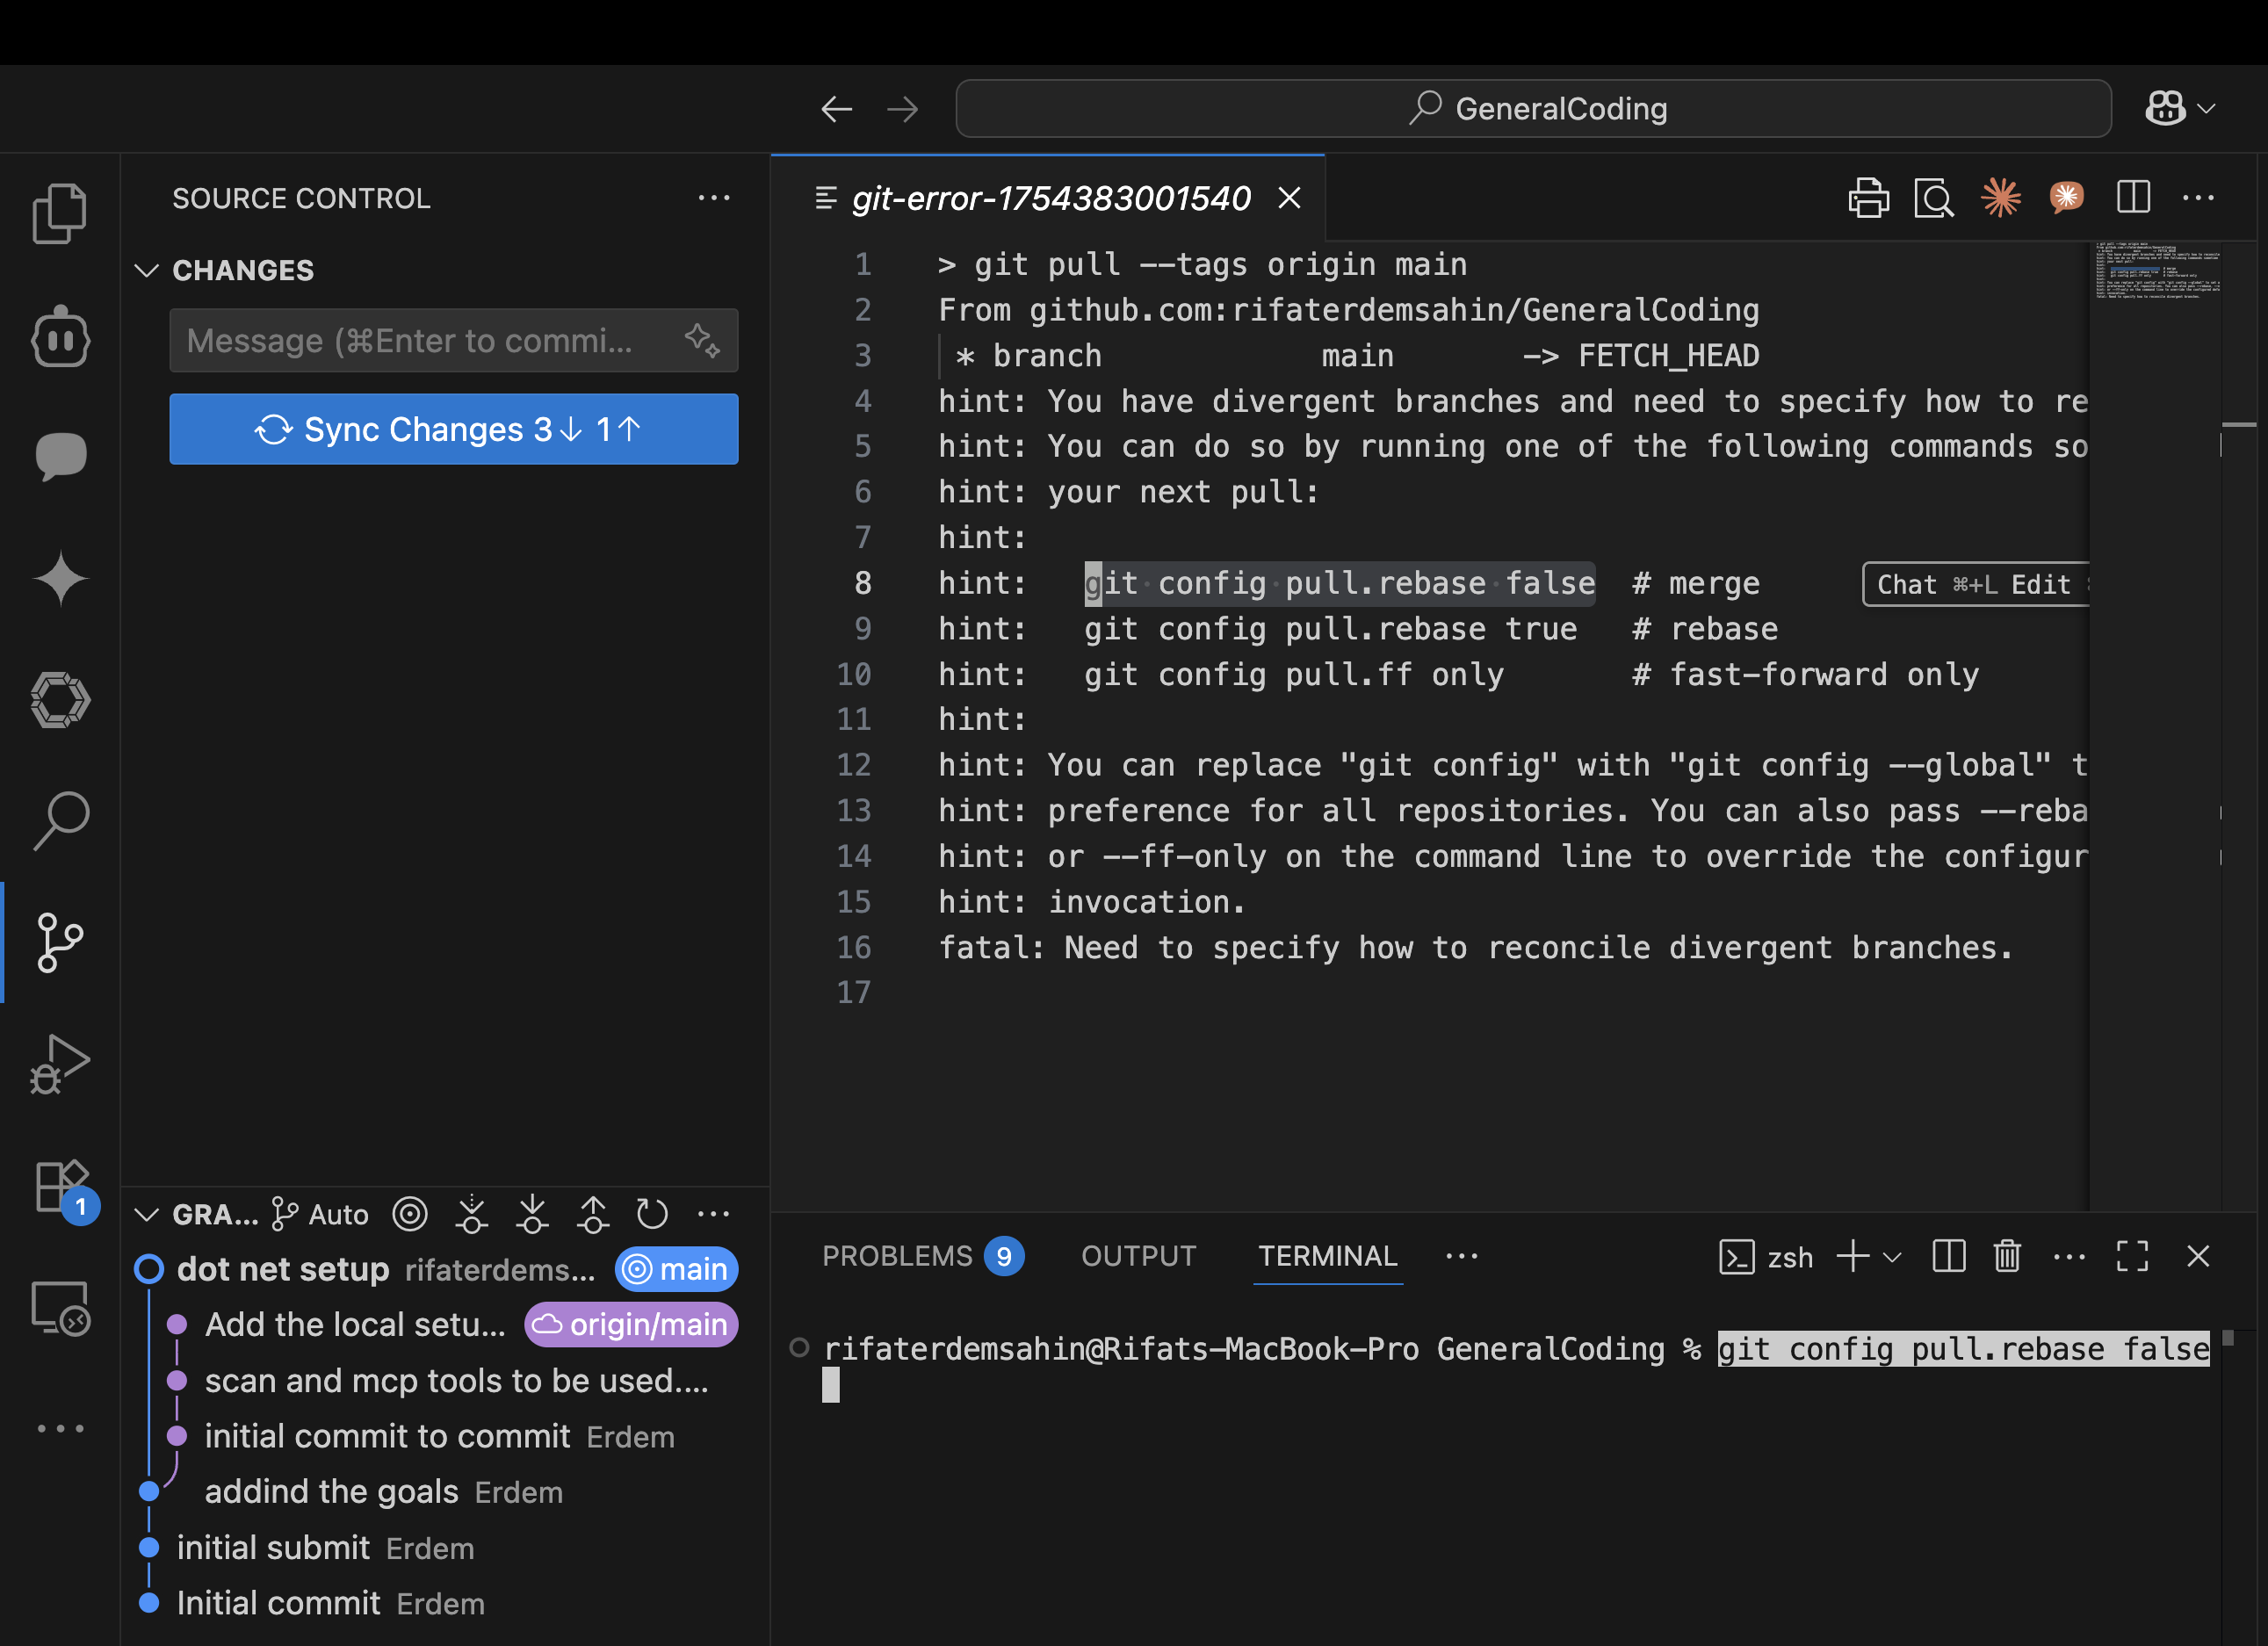 GeneralCoding
SOURCE CONTROL
CHANGES
Message (⌘Enter to commi...
Sync Changes 3↓ 1↑
git-error-1754383001540
1 > git pull --tags origin main
2 From github.com:rifaterdemsahin/GeneralCoding
3 * branch main -> FETCH_HEAD
4 hint: You have divergent branches and need to specify how to re
5 hint: You can do so by running one of the following commands so
6 hint: your next pull:
7 hint:
8 hint: git config pull.rebase false # merge
Chat ⌘+L Edit
9 hint: git config pull.rebase true # rebase
10 hint: git config pull.ff only # fast-forward only
11 hint:
12 hint: You can replace "git config" with "git config --global" t
13 hint: preference for all repositories. You can also pass --reba
14 hint: or --ff-only on the command line to override the configur
15 hint: invocation.
16 fatal: Need to specify how to reconcile divergent branches.
17
1
GRA... Auto
dot net setup rifaterdems... main
Add the local setu... origin/main
scan and mcp tools to be used....
initial commit to commit Erdem
addind the goals Erdem
initial submit Erdem
Initial commit Erdem
PROBLEMS 9 OUTPUT TERMINAL ... zsh
rifaterdemsahin@Rifats-MacBook-Pro GeneralCoding % git config pull.rebase false